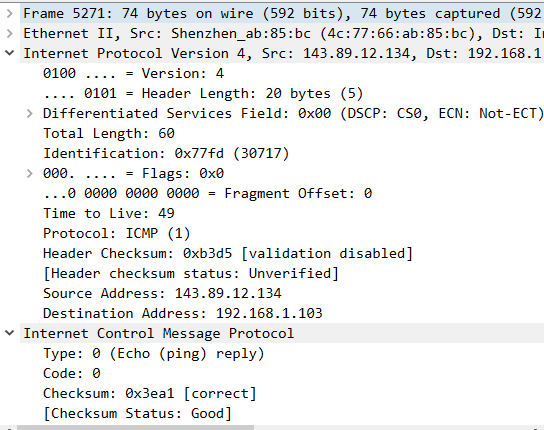 Frame 5271: 74 bytes on wire (592 bits), 74 bytes captured (592
Ethernet II, Src: Shenzhen_ab:85:bc (4c:77:66:ab:85:bc), Dst: In
Internet Protocol Version 4, Src: 143.89.12.134, Dst: 192.168.1
0100 .... = Version: 4
.... 0101 = Header Length: 20 bytes (5)
Differentiated Services Field: 0x00 (DSCP: CS0, ECN: Not-ECT)
Total Length: 60
Identification: 0x77fd (30717)
000. .... = Flags: 0x0
...0 0000 0000 0000 = Fragment Offset: 0
Time to Live: 49
Protocol: ICMP (1)
Header Checksum: 0xb3d5 [validation disabled]
[Header checksum status: Unverified]
Source Address: 143.89.12.134
Destination Address: 192.168.1.103
Internet Control Message Protocol
Type: 0 (Echo (ping) reply)
Code: 0
Checksum: 0x3ea1 [correct]
[Checksum Status: Good]